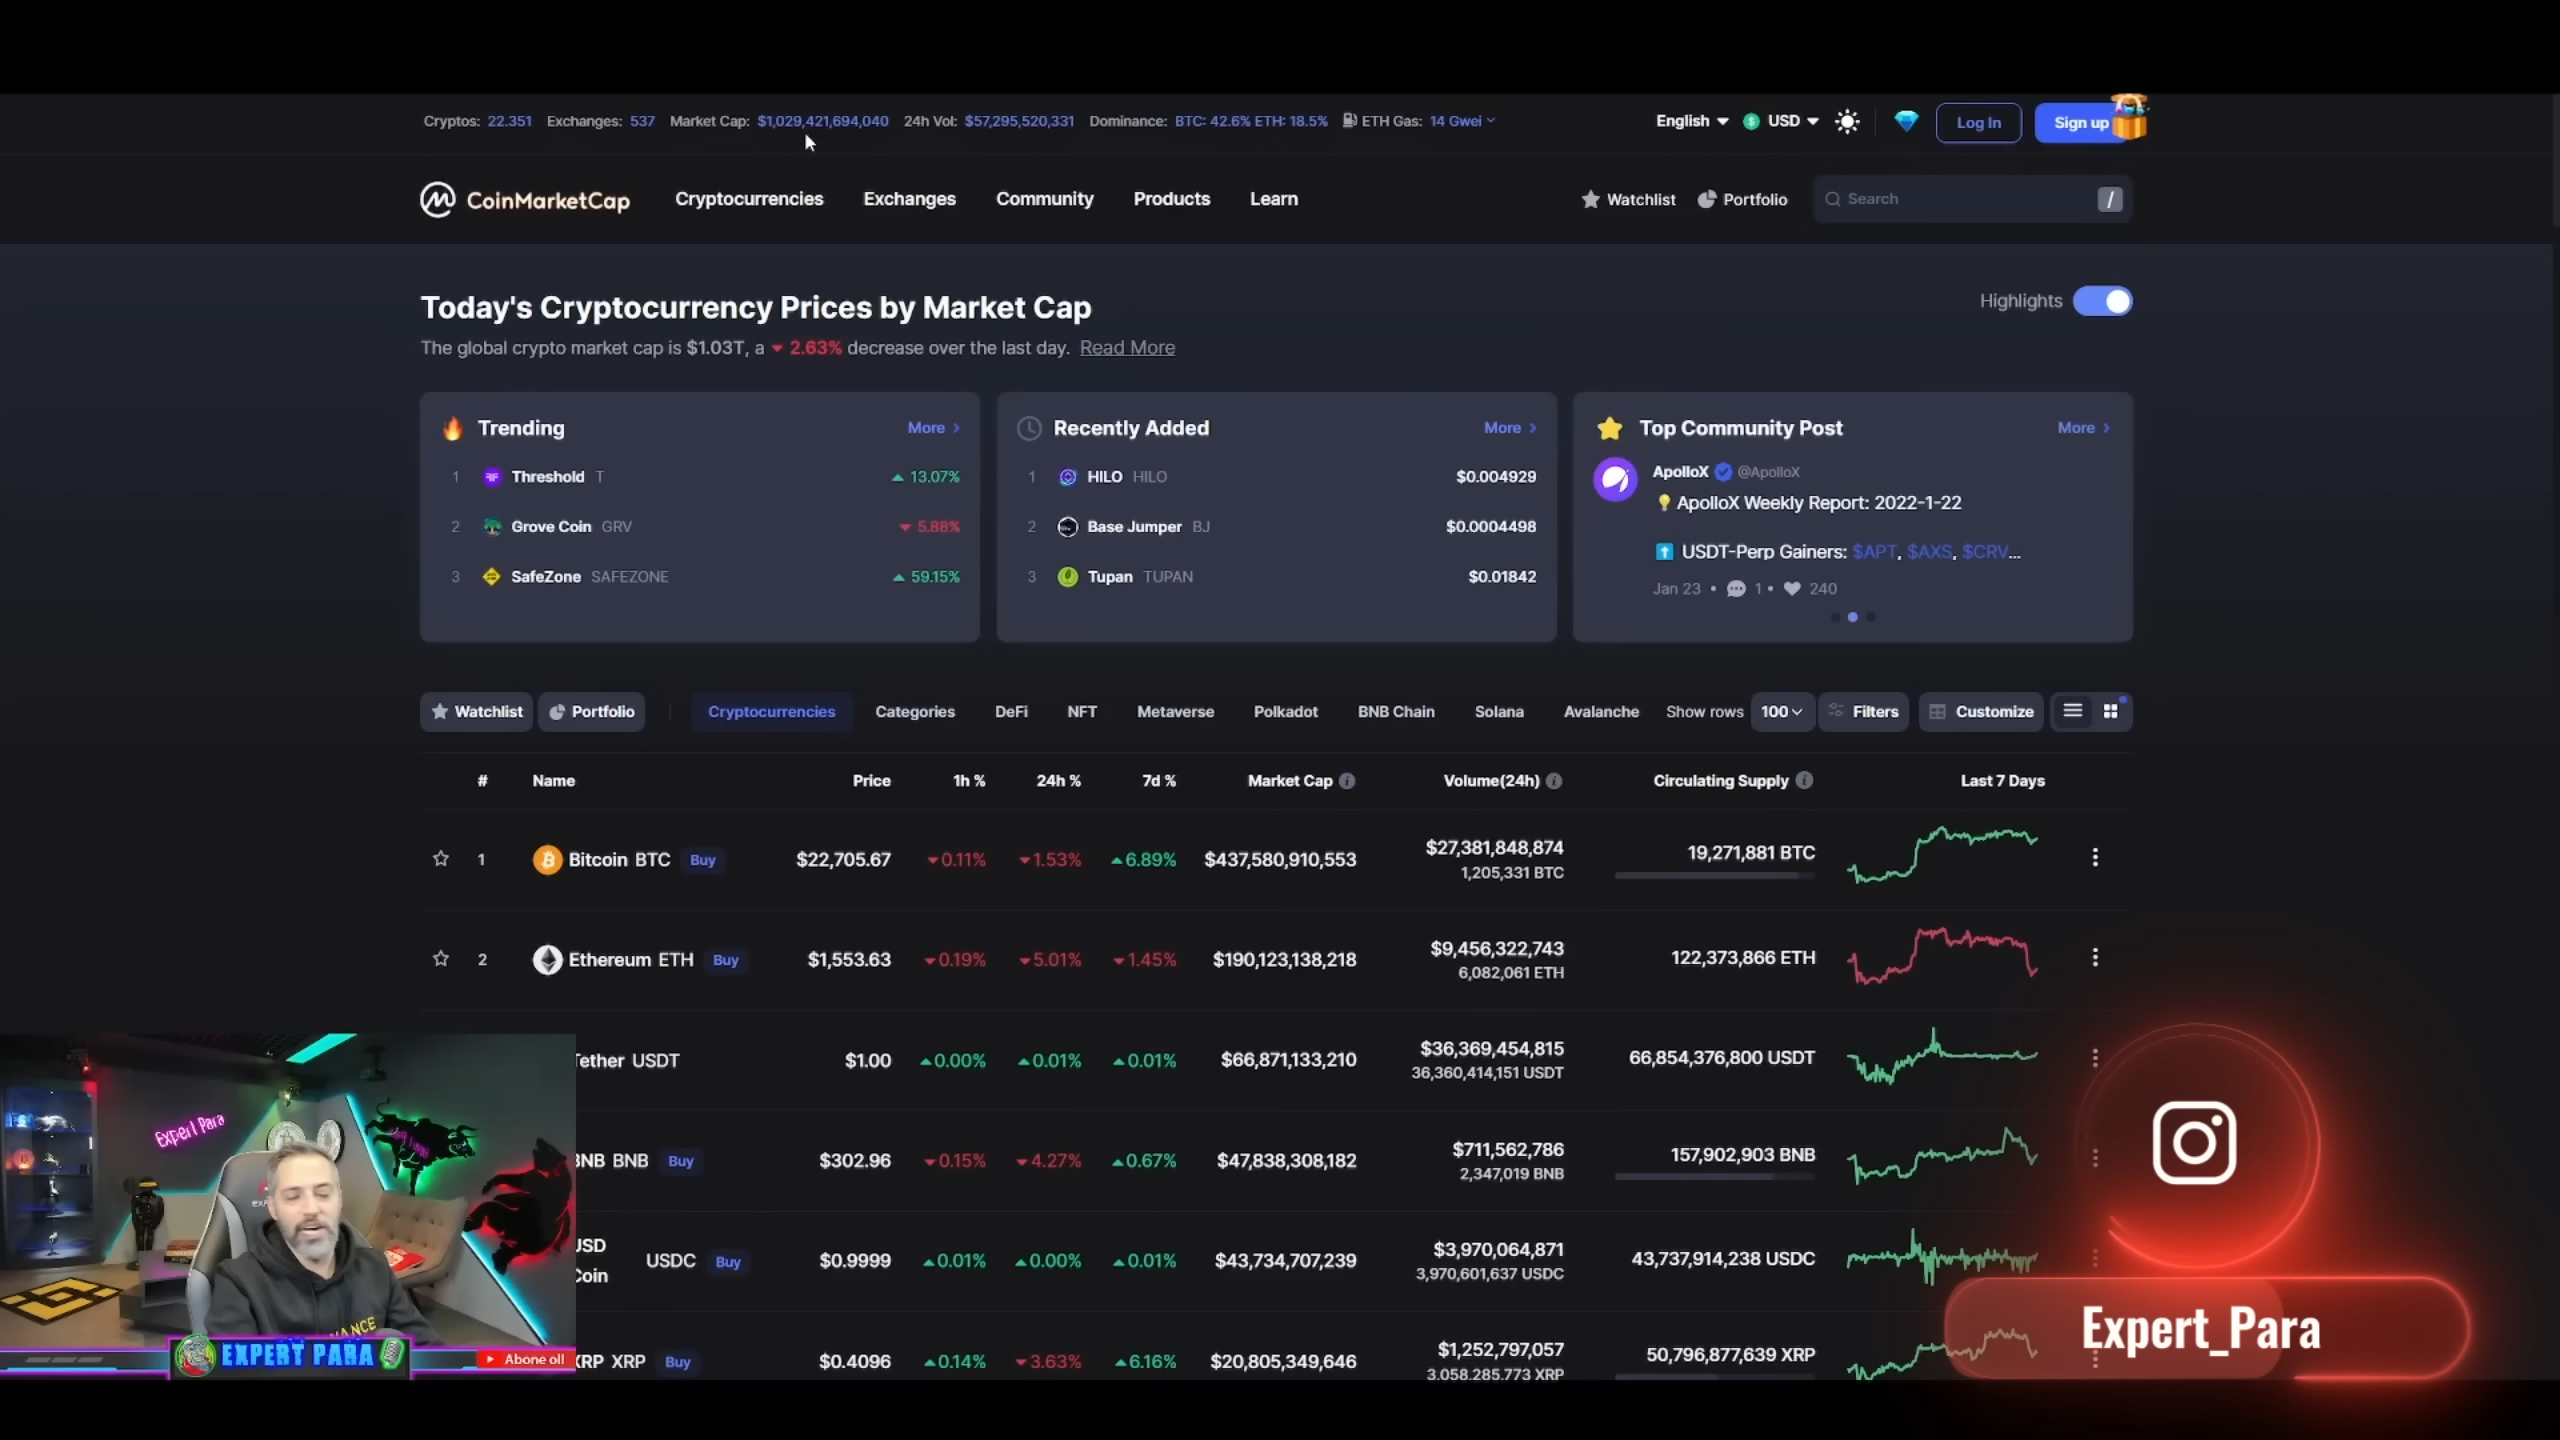 Cryptos: 22.351 Exchanges: 537 Market Cap: $1,029,421,694,040 24h Vol: $57,295,520,331 Dominance: BTC: 42.6% ETH: 18.5% ETH Gas: 14 Gwei English USD Log In Sign up
CoinMarketCap Cryptocurrencies Exchanges Community Products Learn Watchlist Portfolio Search /
Today's Cryptocurrency Prices by Market Cap Highlights
The global crypto market cap is $1.03T, a 2.63% decrease over the last day. Read More
Trending More
1 Threshold T 13.07%
2 Grove Coin GRV 5.88%
3 SafeZone SAFEZONE 59.15%
Recently Added More
1 HILO HILO $0.004929
2 Base Jumper BJ $0.0004498
3 Tupan TUPAN $0.01842
Top Community Post More
ApolloX @ApolloX
ApolloX Weekly Report: 2022-1-22
USDT-Perp Gainers: $APT, $AXS, $CRV...
Jan 23 • 1 • 240
Watchlist Portfolio Cryptocurrencies Categories DeFi NFT Metaverse Polkadot BNB Chain Solana Avalanche Show rows 100 Filters Customize
# Name Price 1h % 24h % 7d % Market Cap Volume(24h) Circulating Supply Last 7 Days
1 Bitcoin BTC Buy $22,705.67 0.11% 1.53% 6.89% $437,580,910,553 $27,381,848,874 19,271,881 BTC
1,205,331 BTC
2 Ethereum ETH Buy $1,553.63 0.19% 5.01% 1.45% $190,123,138,218 $9,456,322,743 122,373,866 ETH
6,082,061 ETH
Tether USDT $1.00 0.00% 0.01% 0.01% $66,871,133,210 $36,369,454,815 66,854,376,800 USDT
36,360,414,151 USDT
BNB BNB Buy $302.96 0.15% 4.27% 0.67% $47,838,308,182 $711,562,786 157,902,903 BNB
2,347,019 BNB
USD Coin USDC Buy $0.9999 0.01% 0.00% 0.01% $43,734,707,239 $3,970,064,871 43,737,914,238 USDC
3,970,601,637 USDC
XRP XRP Buy $0.4096 0.14% 3.63% 6.16% $20,805,349,646 $1,252,797,057 50,796,877,639 XRP
3,058,285,773 XRP
Expert Para
EXPERT PARA
Abone ol!
Expert_Para